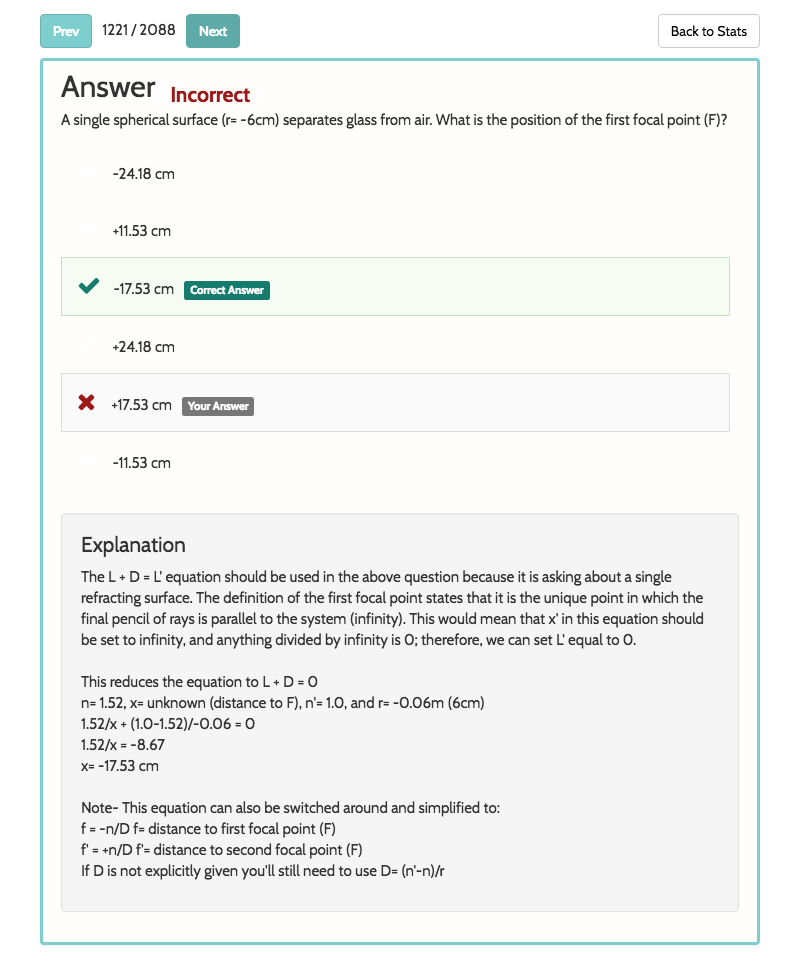 Prev 1221 / 2088 Next Back to Stats
Answer Incorrect
A single spherical surface (r= -6cm) separates glass from air. What is the position of the first focal point (F)?
-24.18 cm
+11.53 cm
-17.53 cm Correct Answer
+24.18 cm
+17.53 cm Your Answer
-11.53 cm
Explanation
The L + D = L' equation should be used in the above question because it is asking about a single
refracting surface. The definition of the first focal point states that it is the unique point in which the
final pencil of rays is parallel to the system (infinity). This would mean that x' in this equation should
be set to infinity, and anything divided by infinity is 0; therefore, we can set L' equal to 0.
This reduces the equation to L + D = 0
n= 1.52, x= unknown (distance to F), n'= 1.0, and r= -0.06m (6cm)
1.52/x + (1.0-1.52)/-0.06 = 0
1.52/x = -8.67
x= -17.53 cm
Note- This equation can also be switched around and simplified to:
f = -n/D f= distance to first focal point (F)
f' = +n/D f'= distance to second focal point (F)
If D is not explicitly given you'll still need to use D= (n'-n)/r